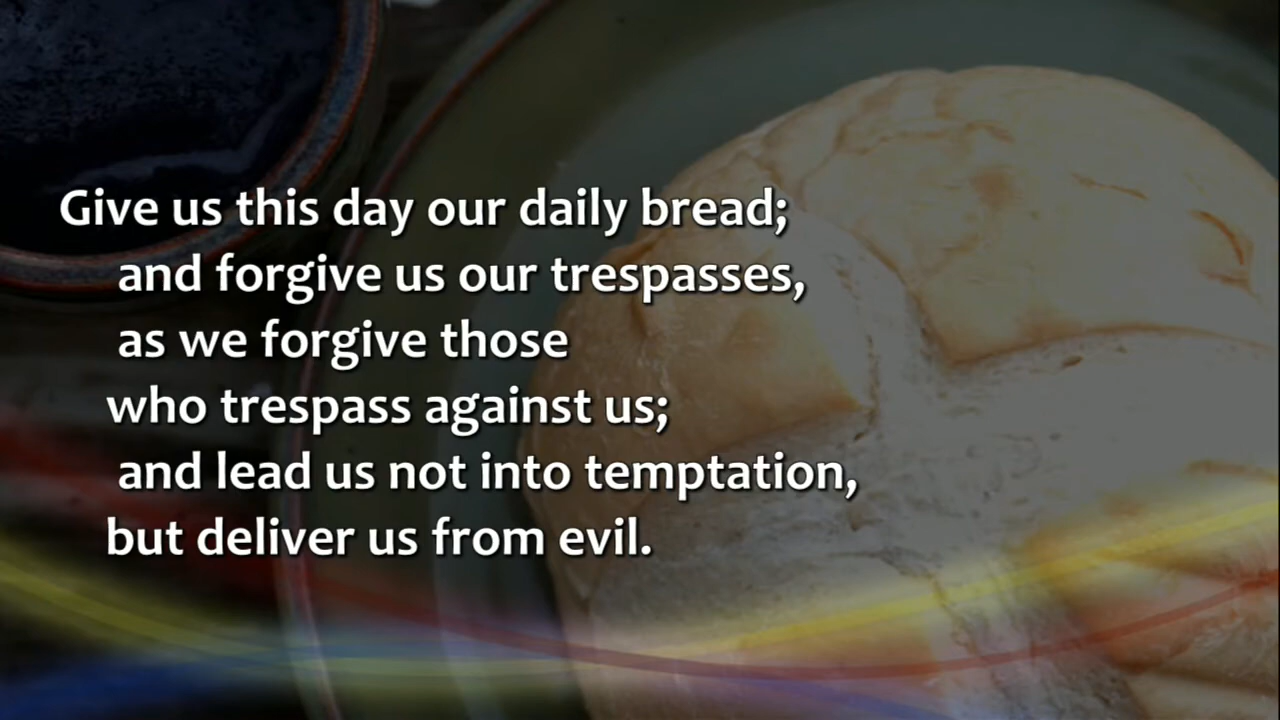 Give us this day our daily bread;
and forgive us our trespasses,
as we forgive those
who trespass against us;
and lead us not into temptation,
but deliver us from evil.